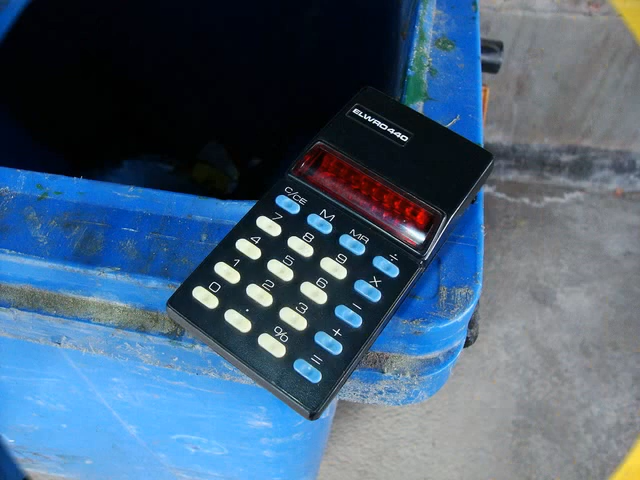 ELWRO 440
C/CE M MR ÷
7 8 9 X
4 5 6 −
1 2 3 +
0 . % =